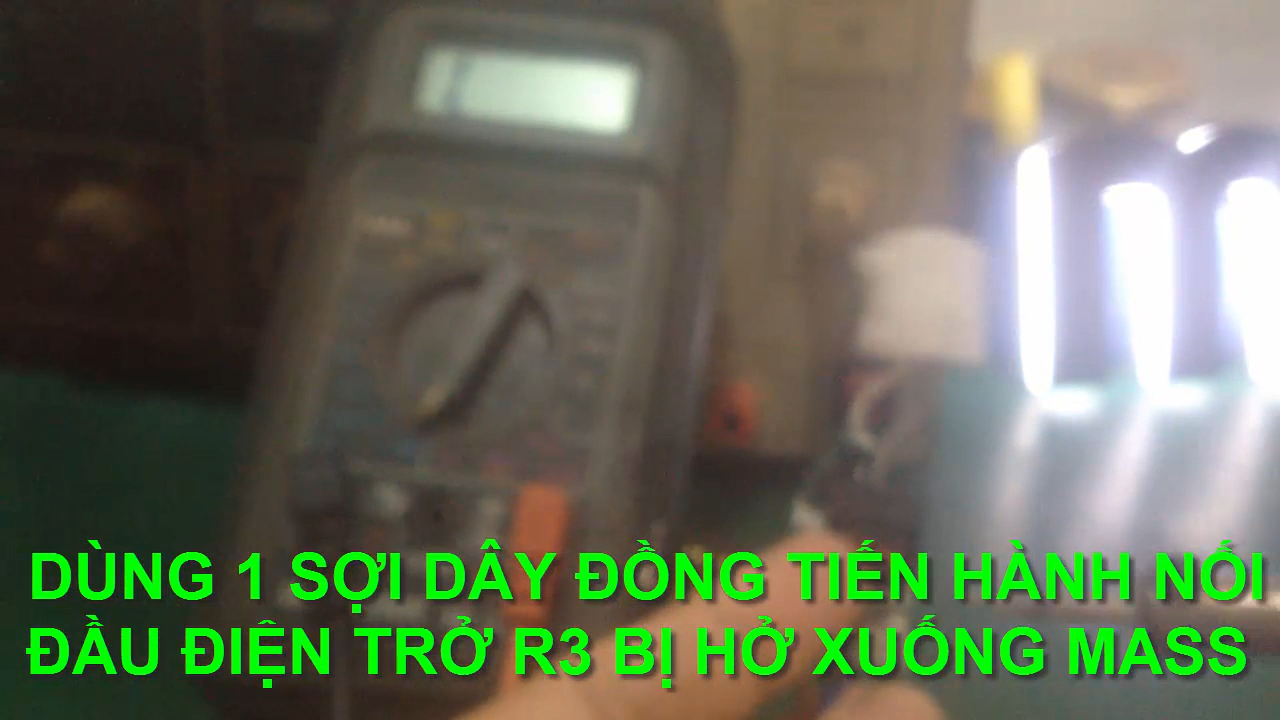 DÙNG 1 SỢI DÂY ĐỒNG TIẾN HÀNH NỐI
ĐẦU ĐIỆN TRỞ R3 BỊ HỞ XUỐNG MASS